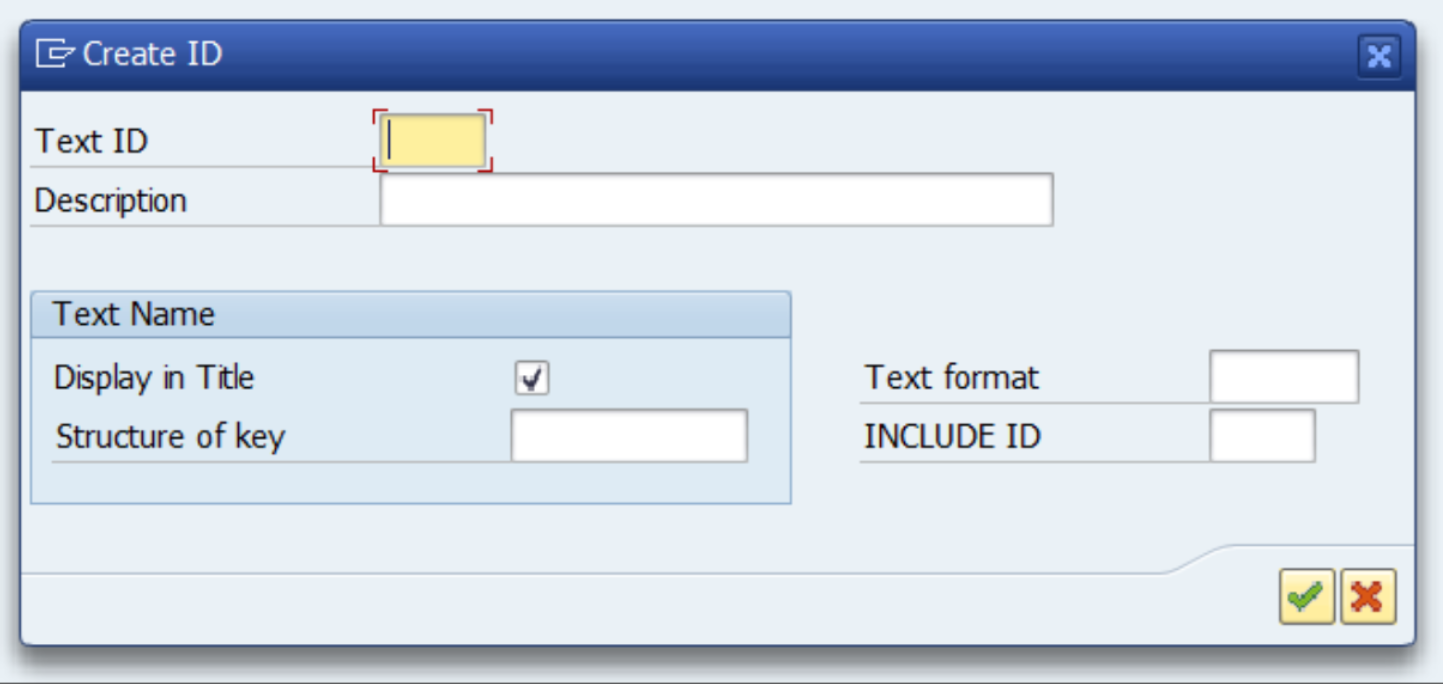 Create ID
Text ID
Description
Text Name
Display in Title
Text format
Structure of key
INCLUDE ID